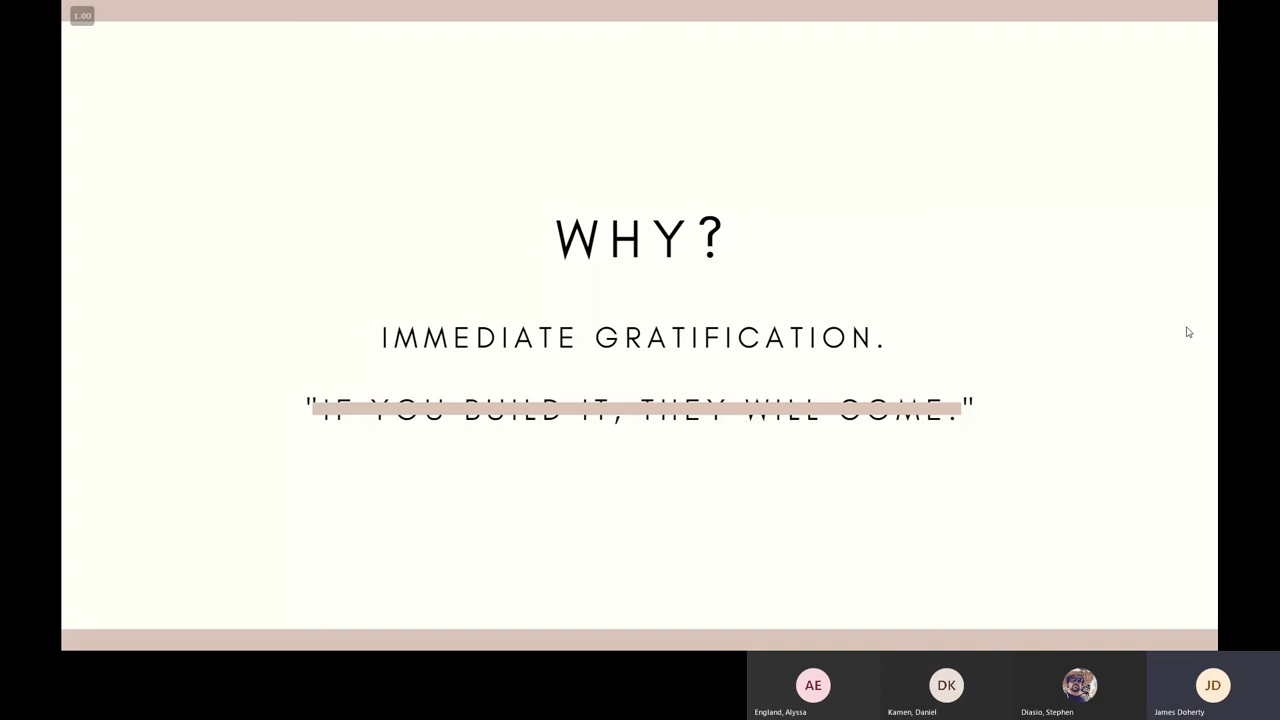 1.00
WHY?
IMMEDIATE GRATIFICATION.
"IF YOU BUILD IT, THEY WILL COME."
AE
DK
JD
England, Alyssa
Kamen, Daniel
Diasio, Stephen
James Doherty